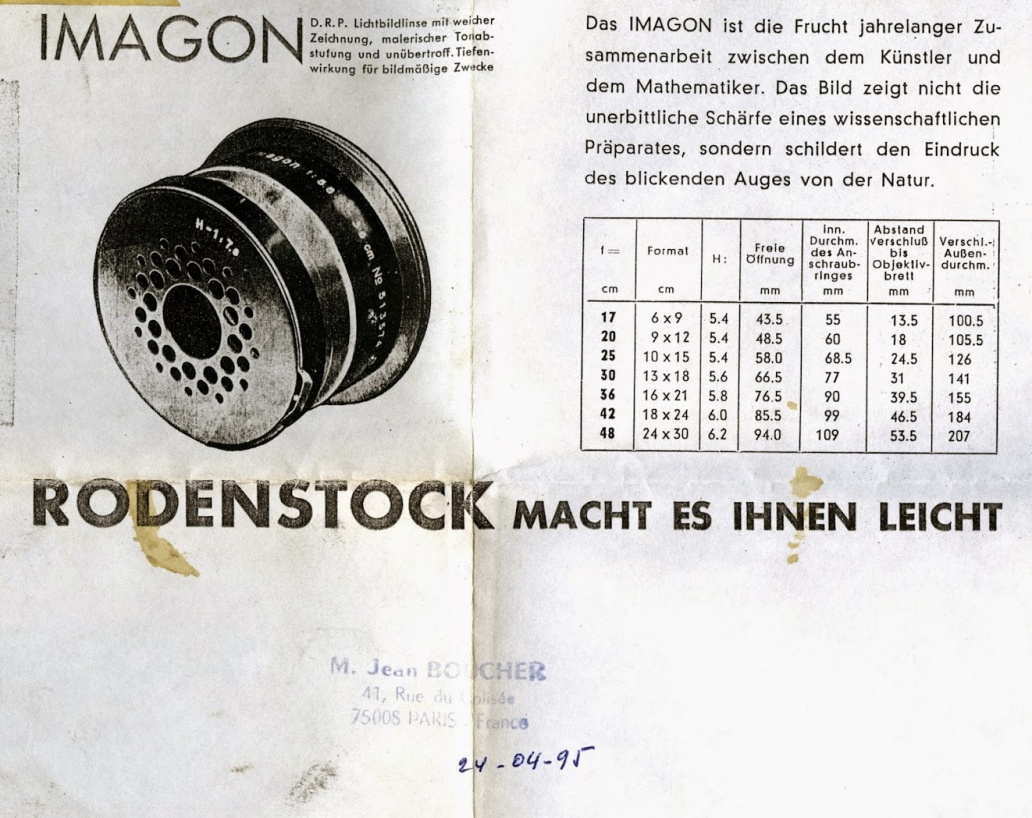 IMAGON
D.R.P. Lichtbildlinse mit weicher
Zeichnung, malerischer Tonab-
stufung und unübertroff. Tiefen-
wirkung für bildmäßige Zwecke
H-1:7.
RODENSTOCK MACHT ES IHNEN LEICHT
Das IMAGON ist die Frucht jahrelanger Zu-
sammenarbeit zwischen dem Künstler und
dem Mathematiker. Das Bild zeigt nicht die
unerbittliche Schärfe eines wissenschaftlichen
Präparates, sondern schildert den Eindruck
des blickenden Auges von der Natur.
f= cm | Format cm | H: | Freie Öffnung mm | Inn. Durchm. des An-schraub-ringes mm | Abstand Verschluß bis Objektiv-brett mm | Verschl.-Außen-durchm. mm
17 6 x 9 5.4 43.5 55 13.5 100.5
20 9 x 12 5.4 48.5 60 18 105.5
25 10 x 15 5.4 58.0 68.5 24.5 126
30 13 x 18 5.6 66.5 77 31 141
36 16 x 21 5.8 76.5 90 39.5 155
42 18 x 24 6.0 85.5 99 46.5 184
48 24 x 30 6.2 94.0 109 53.5 207
M. Jean BOUCHER
41, Rue du Colisée
75008 PARIS France
24-04-95